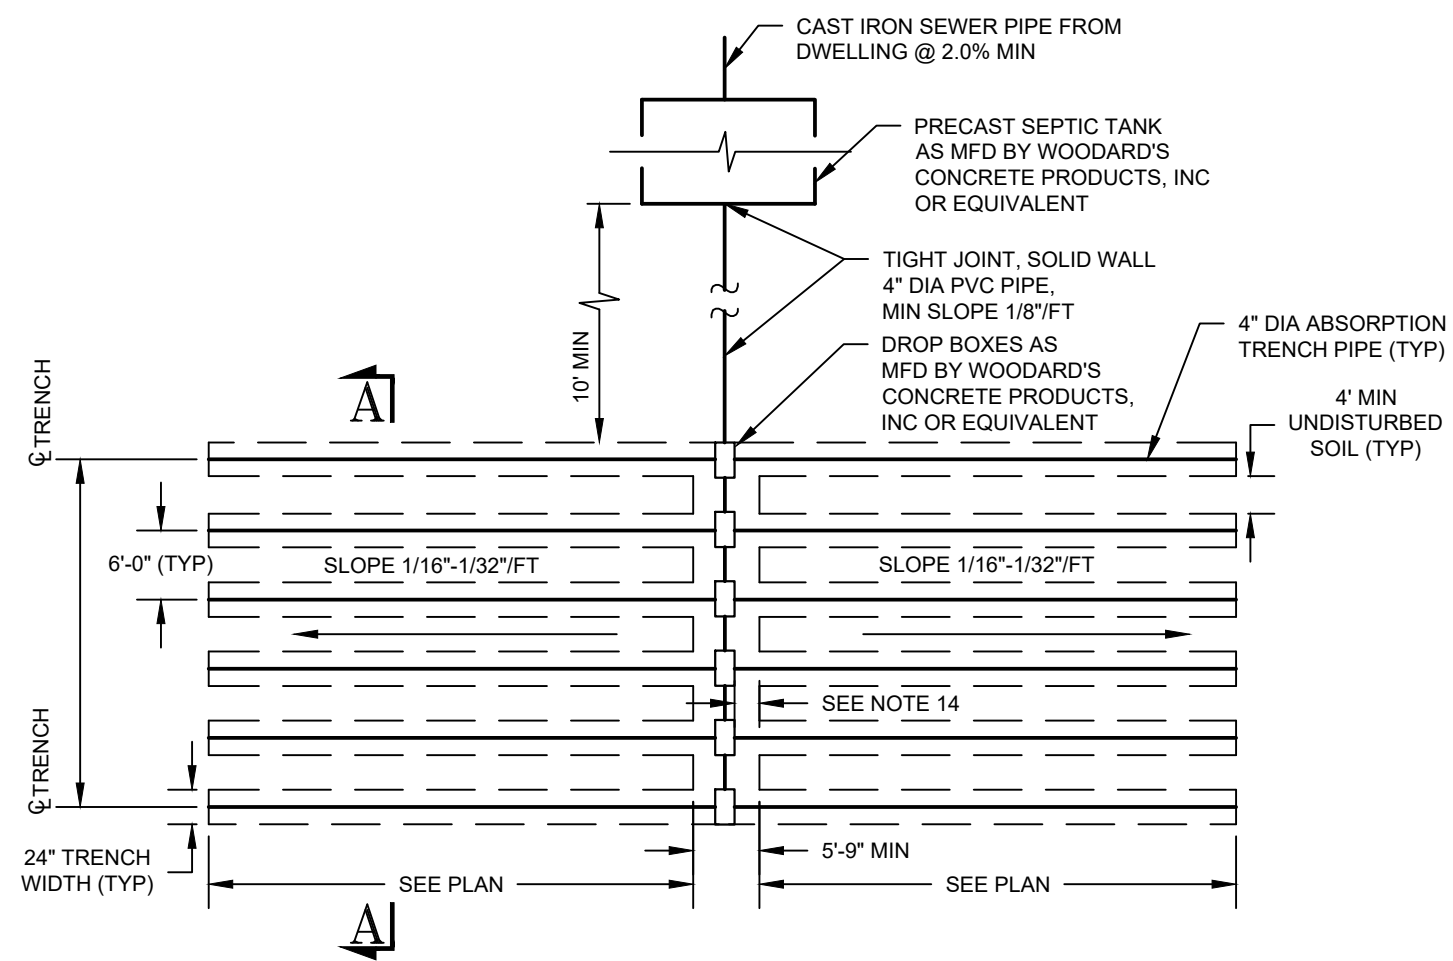 CAST IRON SEWER PIPE FROM
DWELLING @ 2.0% MIN
PRECAST SEPTIC TANK
AS MFD BY WOODARD'S
CONCRETE PRODUCTS, INC
OR EQUIVALENT
TIGHT JOINT, SOLID WALL
4" DIA PVC PIPE,
MIN SLOPE 1/8"/FT
10' MIN
DROP BOXES AS
MFD BY WOODARD'S
CONCRETE PRODUCTS,
INC OR EQUIVALENT
4" DIA ABSORPTION
TRENCH PIPE (TYP)
4' MIN
UNDISTURBED
SOIL (TYP)
A
℄ TRENCH
6'-0" (TYP)
SLOPE 1/16"-1/32"/FT
SLOPE 1/16"-1/32"/FT
SEE NOTE 14
℄ TRENCH
24" TRENCH
WIDTH (TYP)
5'-9" MIN
SEE PLAN
SEE PLAN
A